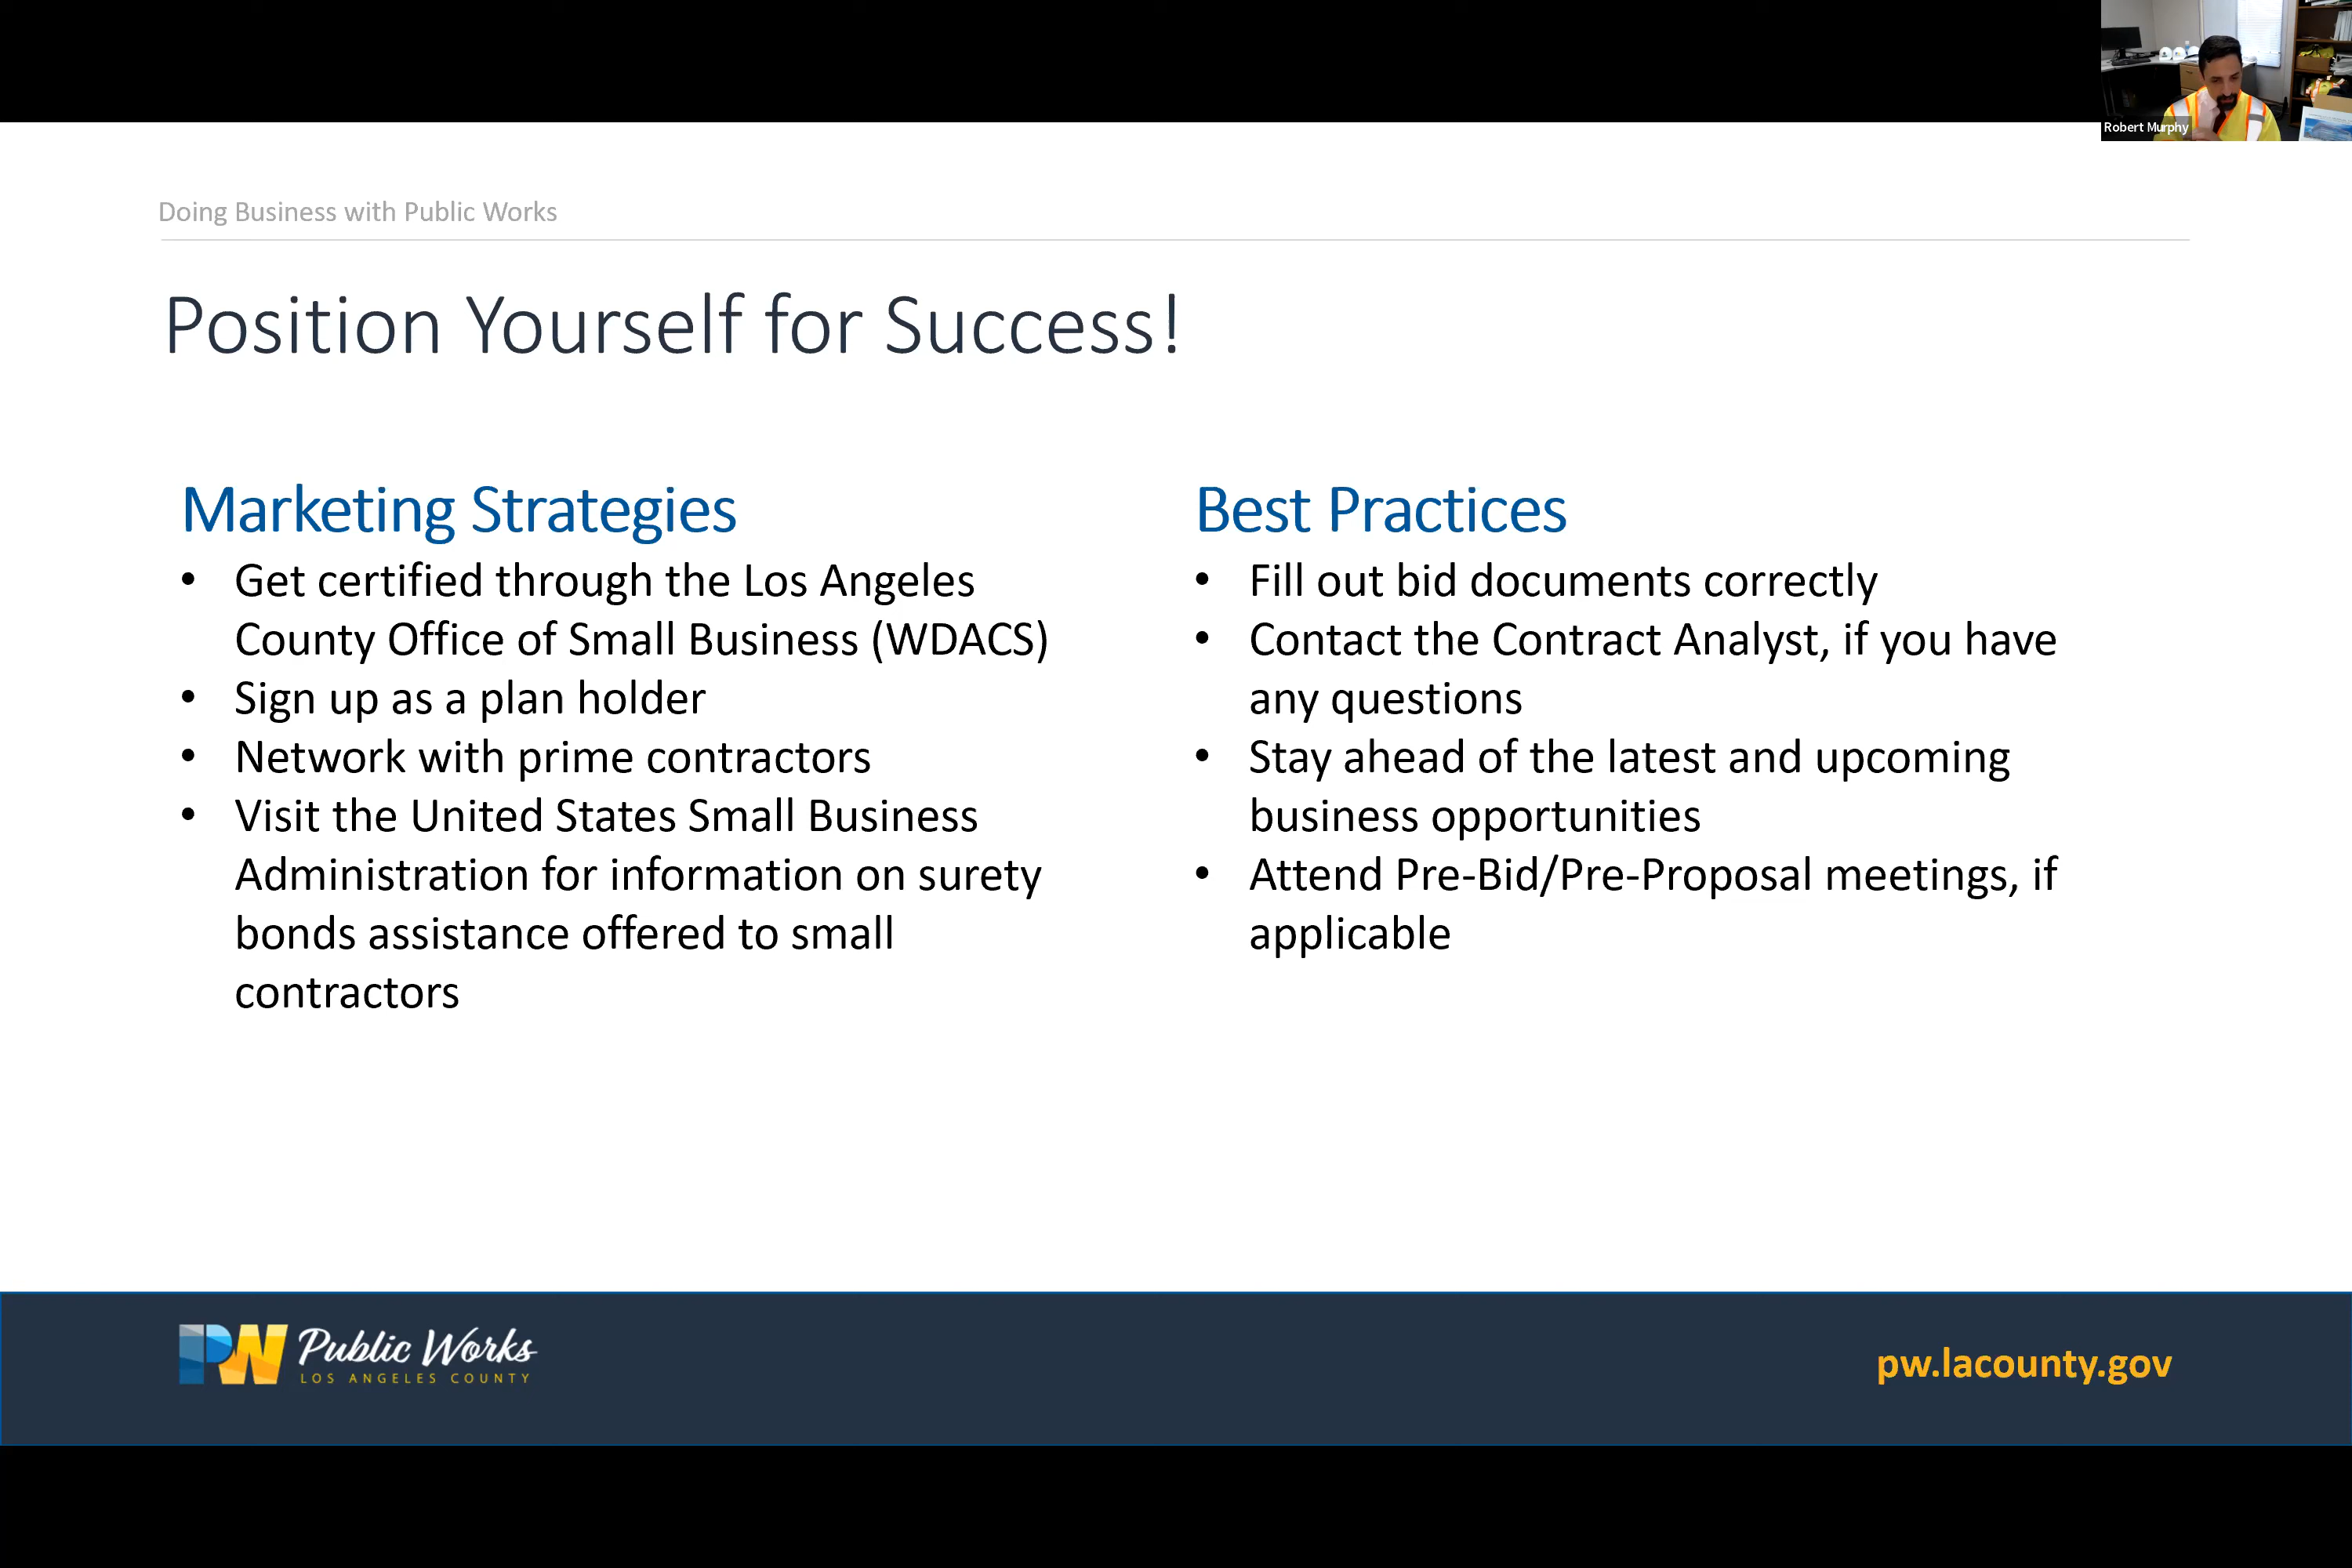 Robert Murphy
Doing Business with Public Works
Position Yourself for Success!
Marketing Strategies
• Get certified through the Los Angeles
County Office of Small Business (WDACS)
• Sign up as a plan holder
• Network with prime contractors
• Visit the United States Small Business
Administration for information on surety
bonds assistance offered to small
contractors
Best Practices
• Fill out bid documents correctly
• Contact the Contract Analyst, if you have
any questions
• Stay ahead of the latest and upcoming
business opportunities
• Attend Pre-Bid/Pre-Proposal meetings, if
applicable
PW Public Works
LOS ANGELES COUNTY
pw.lacounty.gov